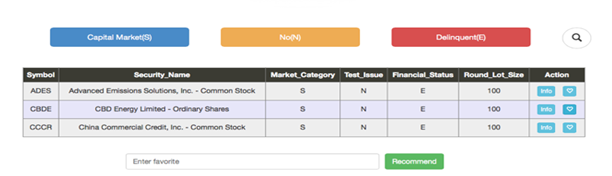 Capital Market(S) No(N) Delinquent(E)
Symbol Security_Name Market_Category Test_Issue Financial_Status Round_Lot_Size Action
ADES Advanced Emissions Solutions, Inc. - Common Stock S N E 100 Info
CBDE CBD Energy Limited - Ordinary Shares S N E 100 Info
CCCR China Commercial Credit, Inc. - Common Stock S N E 100 Info
Enter favorite Recommend